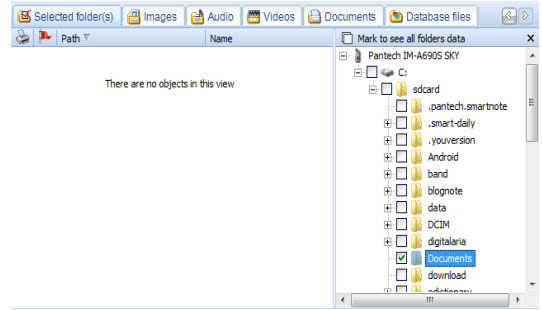 Selected folder(s) Images Audio Videos Documents Database files
Path Name
There are no objects in this view
Mark to see all folders data x
Pantech IM-A690S SKY
C:
sdcard
.pantech.smartnote
.smart-daily
.youversion
Android
band
blognote
data
DCIM
digitalaria
Documents
download